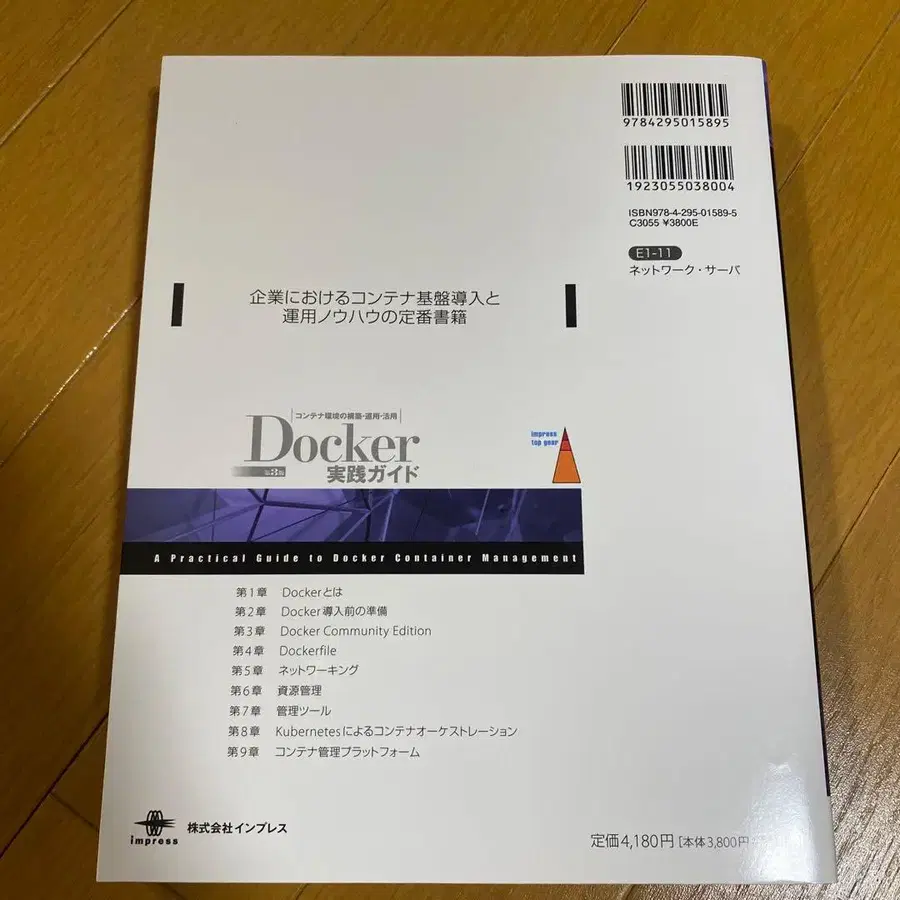 9784295015895
1923055038004
ISBN978-4-295-01589-5
C3055 ¥3800E
E1-11
ネットワーク・サーバ
企業におけるコンテナ基盤導入と
運用ノウハウの定番書籍
コンテナ環境の構築・運用・活用
Docker
第3版
実践ガイド
impress
top gear
A Practical Guide to Docker Container Management
第1章 Dockerとは
第2章 Docker導入前の準備
第3章 Docker Community Edition
第4章 Dockerfile
第5章 ネットワーキング
第6章 資源管理
第7章 管理ツール
第8章 Kubernetesによるコンテナオーケストレーション
第9章 コンテナ管理プラットフォーム
impress
株式会社インプレス
定価4,180円[本体3,800円